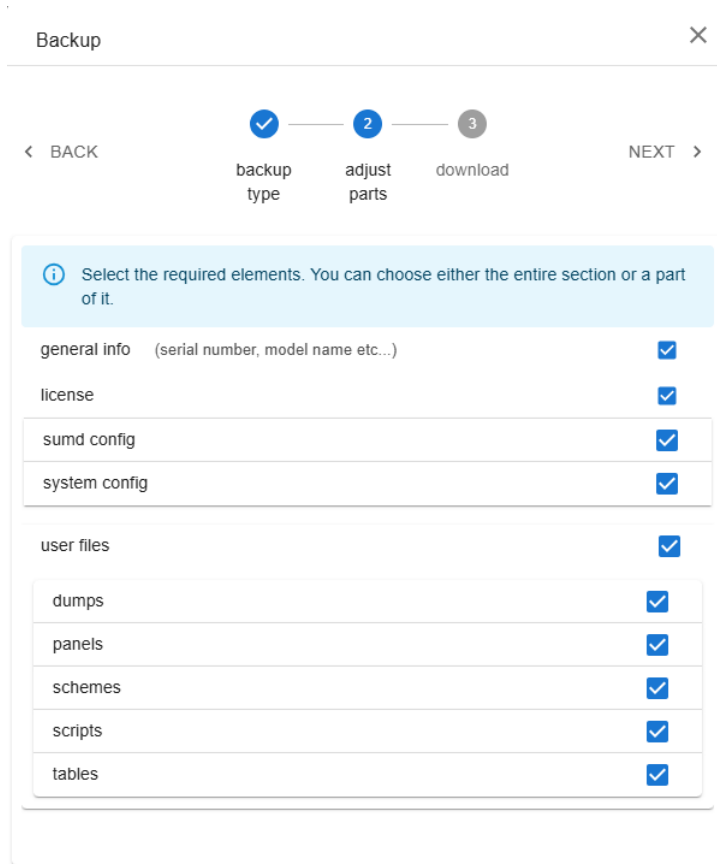 Backup
BACK
2
3
NEXT
backup
type
adjust
parts
download
Select the required elements. You can choose either the entire section or a part
of it.
general info (serial number, model name etc...)
license
sumd config
system config
user files
dumps
panels
schemes
scripts
tables